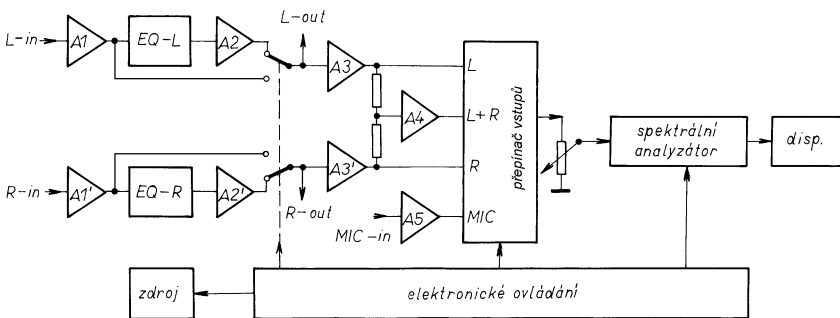 L-in
A1
EQ-L
A2
L-out
A3
L
A4
L+R
přepínač vstupů
spektrální
analyzátor
disp.
R-in
A1'
EQ-R
A2'
R-out
A3'
R
MIC-in
A5
MIC
zdroj
elektronické ovládání